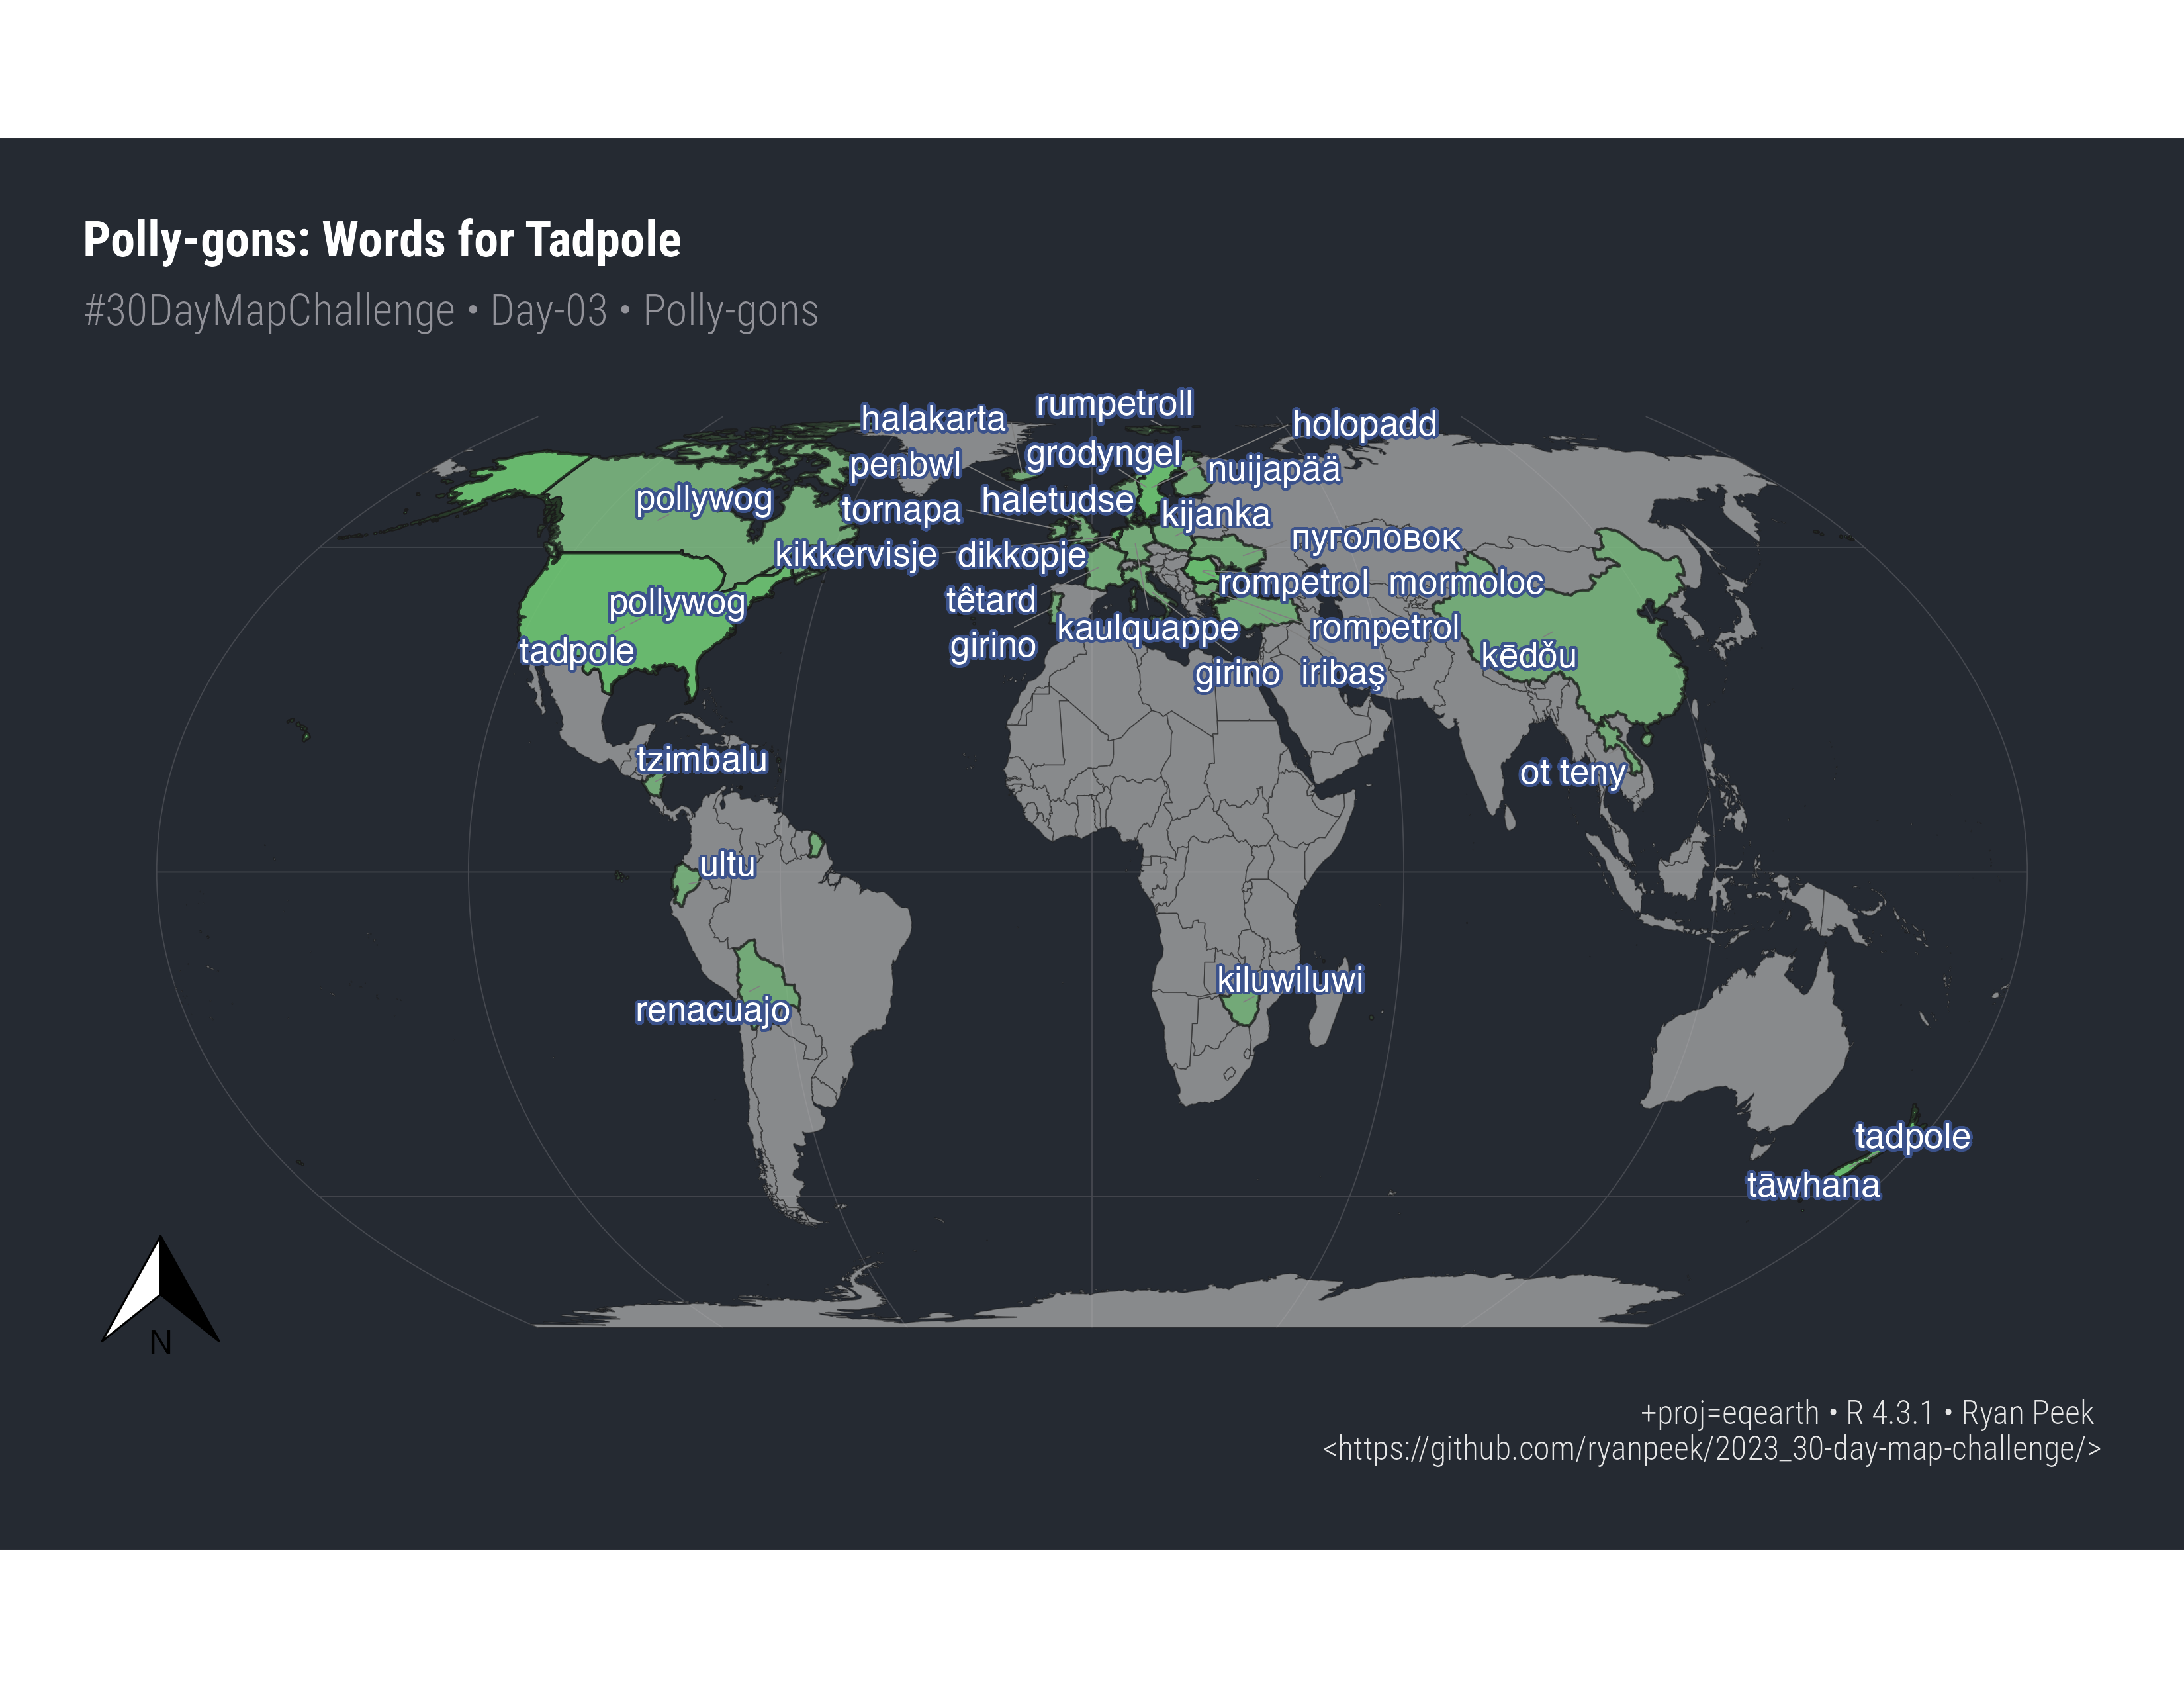 Polly-gons: Words for Tadpole
#30DayMapChallenge • Day-03 • Polly-gons
rumpetroll
halakarta
holopadd
grodyngel
penbwl
nuijapää
pollywog
haletudse
tornapa
kijanka
пуголовок
kikkervisje
dikkopje
rompetrol
mormoloc
têtard
pollywog
kaulquappe
rompetrol
girino
tadpole
kēdǒu
girino
iribaş
tzimbalu
ot teny
ultu
kiluwiluwi
renacuajo
tadpole
tāwhana
N
+proj=eqearth • R 4.3.1 • Ryan Peek
<https://github.com/ryanpeek/2023_30-day-map-challenge/>